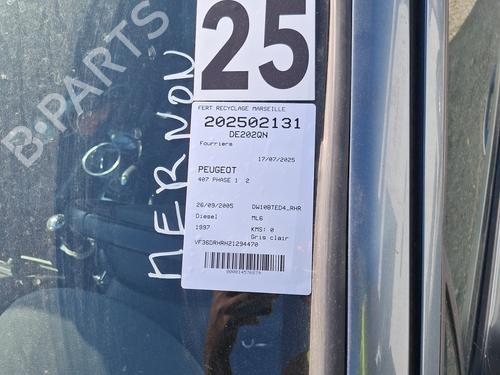 25
FERT RECYCLAGE MARSEILLE
202502131
DE202QN
Fourriere
17/07/2025
PEUGEOT
407 PHASE 1 2
26/09/2005 DW10BTED4_RHR
Diesel ML6
1997 KMS: 0
Gris clair
VF36DRHRH21294470
MERNON
B-PARTS